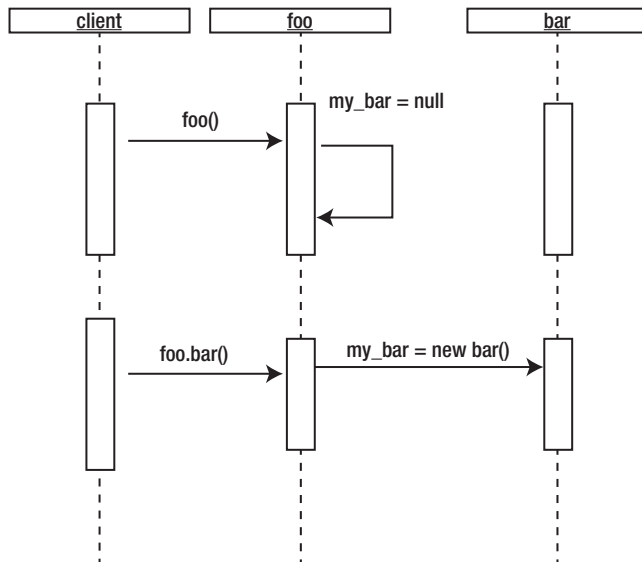 client
foo
bar
my_bar = null
foo()
foo.bar()
my_bar = new bar()